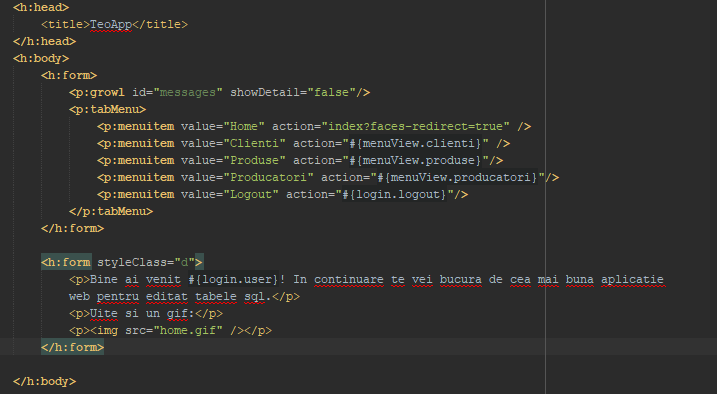 <h:head>
<title>TeoApp</title>
</h:head>
<h:body>
<h:form>
<p:growl id="messages" showDetail="false"/>
<p:tabMenu>
<p:menuitem value="Home" action="index?faces-redirect=true" />
<p:menuitem value="Clienti" action="#{menuView.clienti}" />
<p:menuitem value="Produse" action="#{menuView.produse}"/>
<p:menuitem value="Producatori" action="#{menuView.producatori}"/>
<p:menuitem value="Logout" action="#{login.logout}"/>
</p:tabMenu>
</h:form>
<h:form styleClass="d">
<p>Bine ai venit #{login.user}! In continuare te vei bucura de cea mai buna aplicatie
web pentru editat tabele sql.</p>
<p>Uite si un gif:</p>
<p><img src="home.gif" /></p>
</h:form>
</h:body>